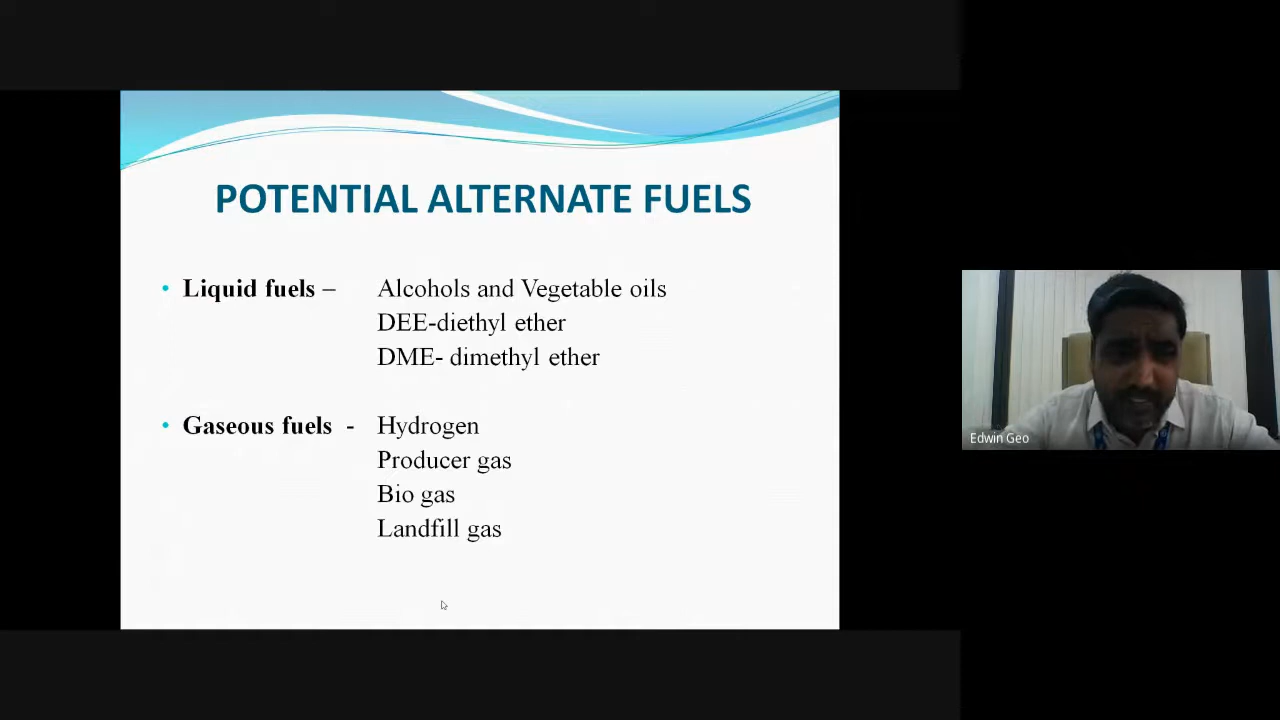 POTENTIAL ALTERNATE FUELS
• Liquid fuels – Alcohols and Vegetable oils
DEE-diethyl ether
DME- dimethyl ether
• Gaseous fuels - Hydrogen
Producer gas
Bio gas
Landfill gas
Edwin Geo